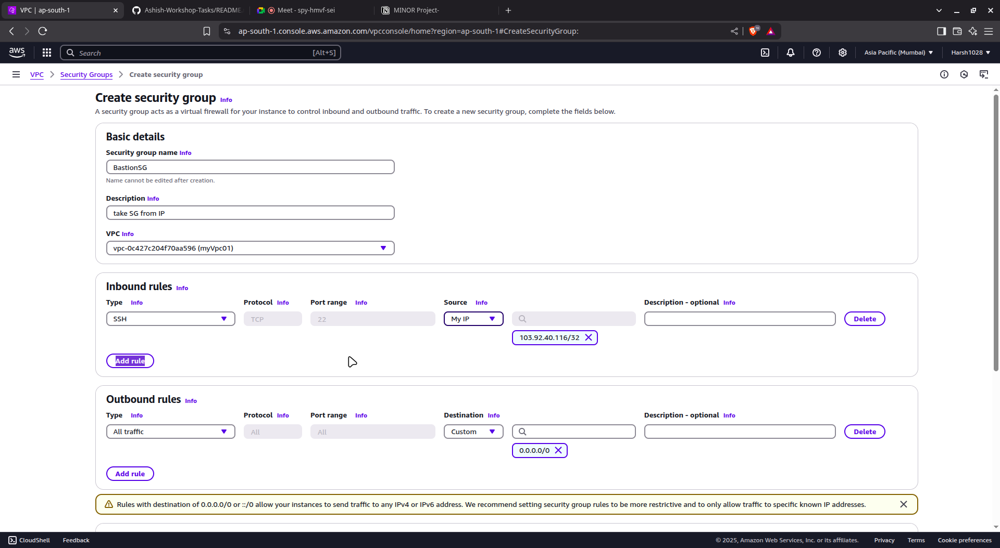 VPC | ap-south-1
Ashish-Workshop-Tasks/README.
Meet - spy-hmvf-sei
MINOR Project-
ap-south-1.console.aws.amazon.com/vpcconsole/home?region=ap-south-1#CreateSecurityGroup:
10
aws
Search
[Alt+S]
Asia Pacific (Mumbai)
Harsh1028
VPC
Security Groups
Create security group
Create security group Info
A security group acts as a virtual firewall for your instance to control inbound and outbound traffic. To create a new security group, complete the fields below.
Basic details
Security group name Info
BastionSG
Name cannot be edited after creation.
Description Info
take SG from IP
VPC Info
vpc-0c427c204f70aa596 (myVpc01)
Inbound rules Info
Type Info Protocol Info Port range Info Source Info Description - optional Info
SSH TCP 22 My IP Delete
103.92.40.116/32
Add rule
Outbound rules Info
Type Info Protocol Info Port range Info Destination Info Description - optional Info
All traffic All All Custom Delete
0.0.0.0/0
Add rule
Rules with destination of 0.0.0.0/0 or ::/0 allow your instances to send traffic to any IPv4 or IPv6 address. We recommend setting security group rules to be more restrictive and to only allow traffic to specific known IP addresses.
CloudShell Feedback © 2025, Amazon Web Services, Inc. or its affiliates. Privacy Terms Cookie preferences